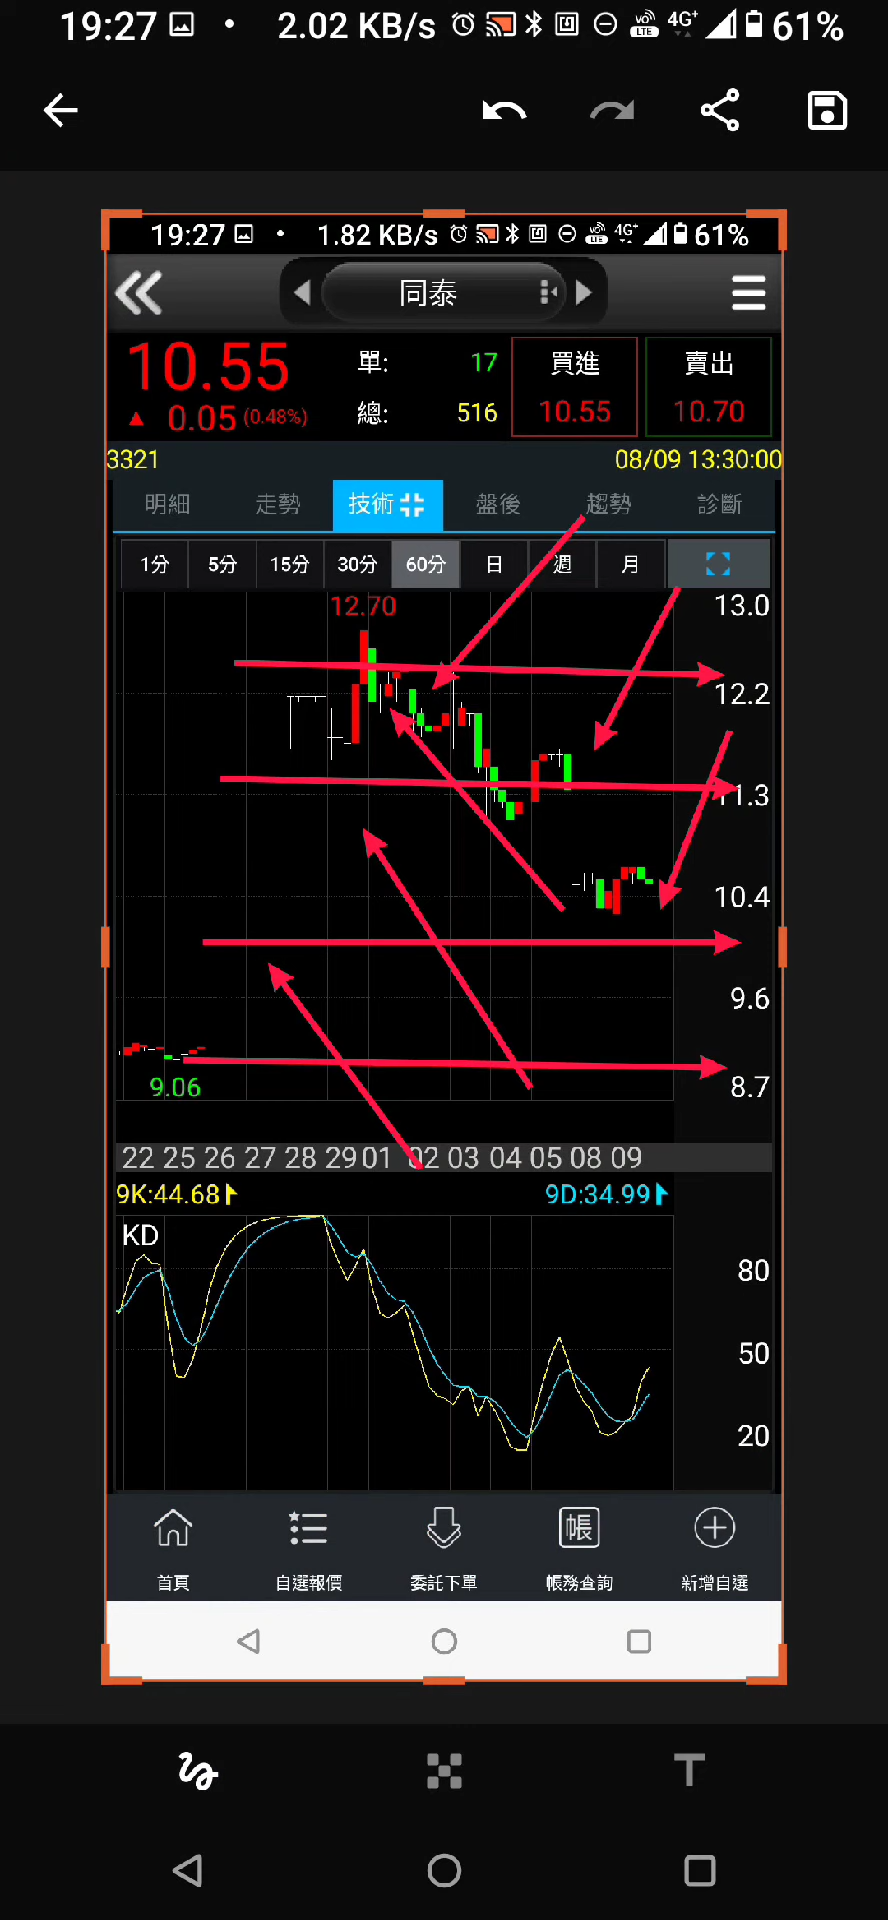 19:27 • 2.02 KB/s VO LTE 4G+ 61%
19:27 • 1.82 KB/s VO LTE 4G+ 61%
同泰
10.55 單: 17 買進 賣出
▲ 0.05 (0.48%) 總: 516 10.55 10.70
3321 08/09 13:30:00
明細 走勢 技術 盤後 趨勢 診斷
1分 5分 15分 30分 60分 日 週 月
12.70 13.0
12.2
11.3
10.4
9.6
9.06 8.7
22 25 26 27 28 29 01 02 03 04 05 08 09
9K:44.68 9D:34.99
KD
80
50
20
帳
首頁 自選報價 委託下單 帳務查詢 新增自選
T